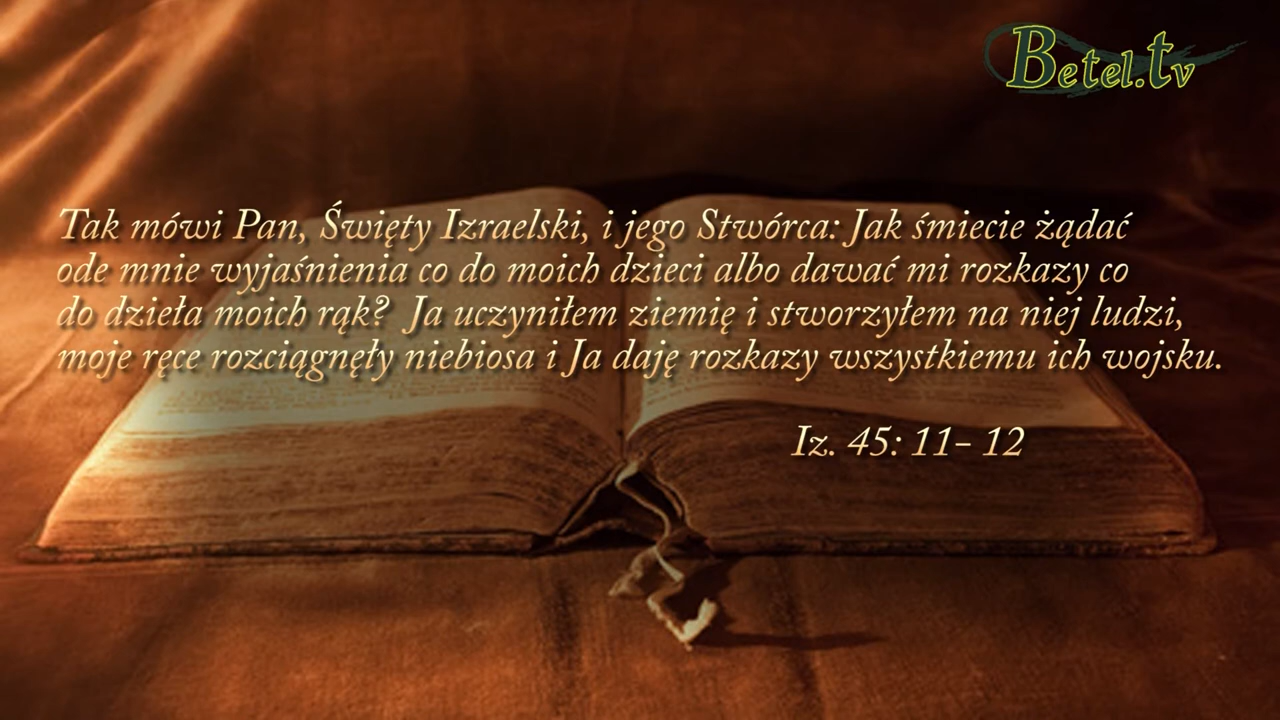 Betel.tv
Tak mówi Pan, Święty Izraelski, i jego Stwórca: Jak śmiecie żądać
ode mnie wyjaśnienia co do moich dzieci albo dawać mi rozkazy co
do dzieła moich rąk? Ja uczyniłem ziemię i stworzyłem na niej ludzi,
moje ręce rozciągnęły niebiosa i Ja daję rozkazy wszystkiemu ich wojsku.
Iz. 45: 11- 12